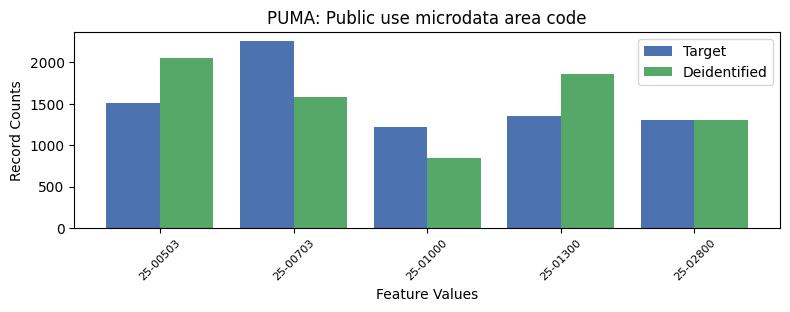 PUMA: Public use microdata area code
Target
Deidentified
Record Counts
2000
1500
1000
500
0
25-00503
25-00703
25-01000
25-01300
25-02800
Feature Values